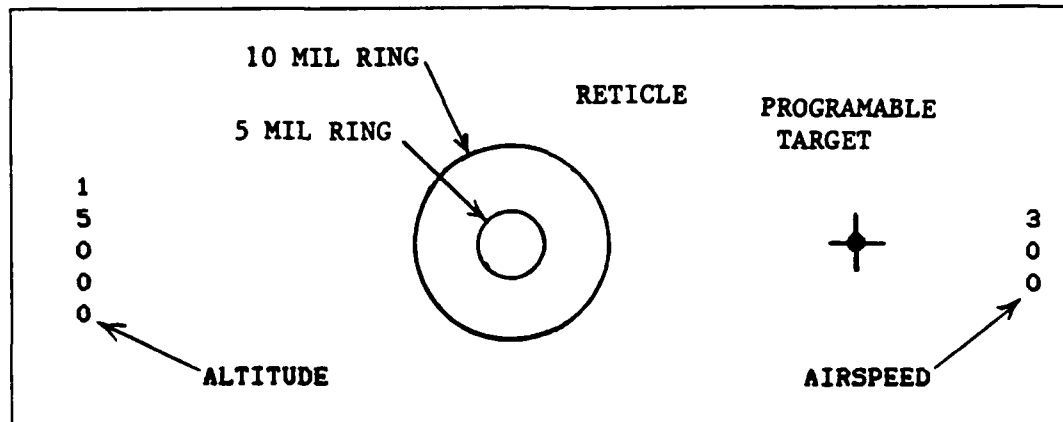 10 MIL RING
RETICLE
PROGRAMABLE
TARGET
5 MIL RING
1
5
0
0
0
3
0
0
ALTITUDE
AIRSPEED